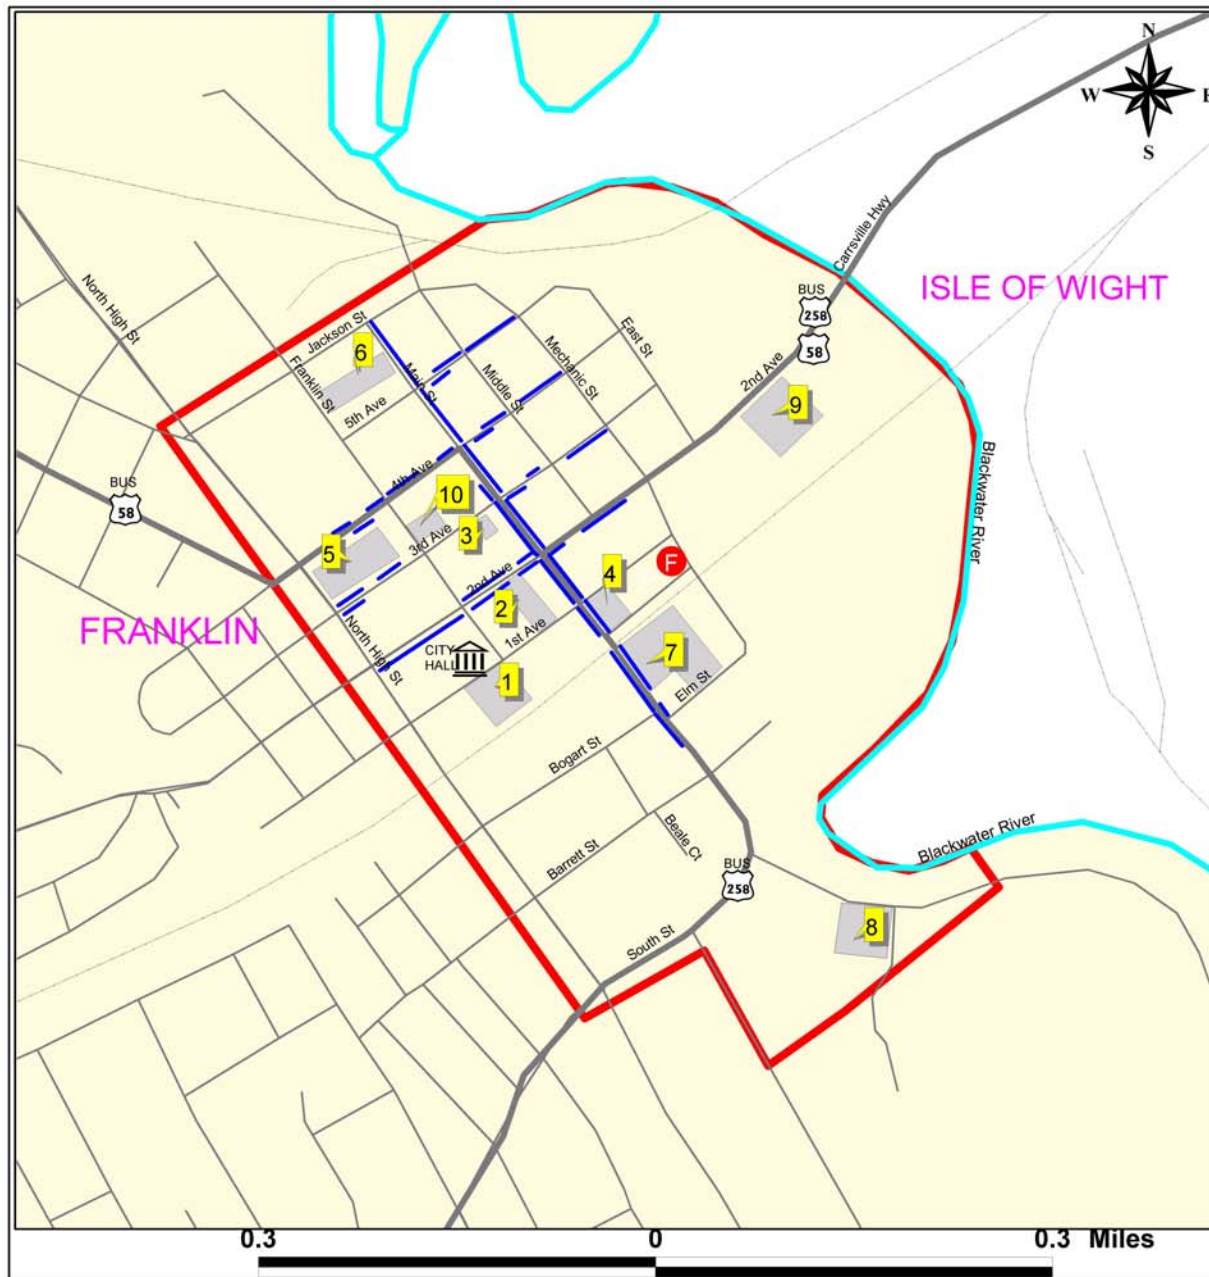 N
W
E
S
Carrsville Hwy
ISLE OF WIGHT
North High St
BUS
258
58
Jackson St
East St
6
Main St
Mechanic St
Middle St
Franklin St
5th Ave
2nd Ave
9
4th Ave
Blackwater River
BUS
58
10
3
3rd Ave
5
F
2nd Ave
4
2
FRANKLIN
North High St
1st Ave
CITY
HALL
7
1
Elm St
Bogart St
Beale Ct
Blackwater River
Barrett St
BUS
258
8
South St
0.3
0
0.3 Miles